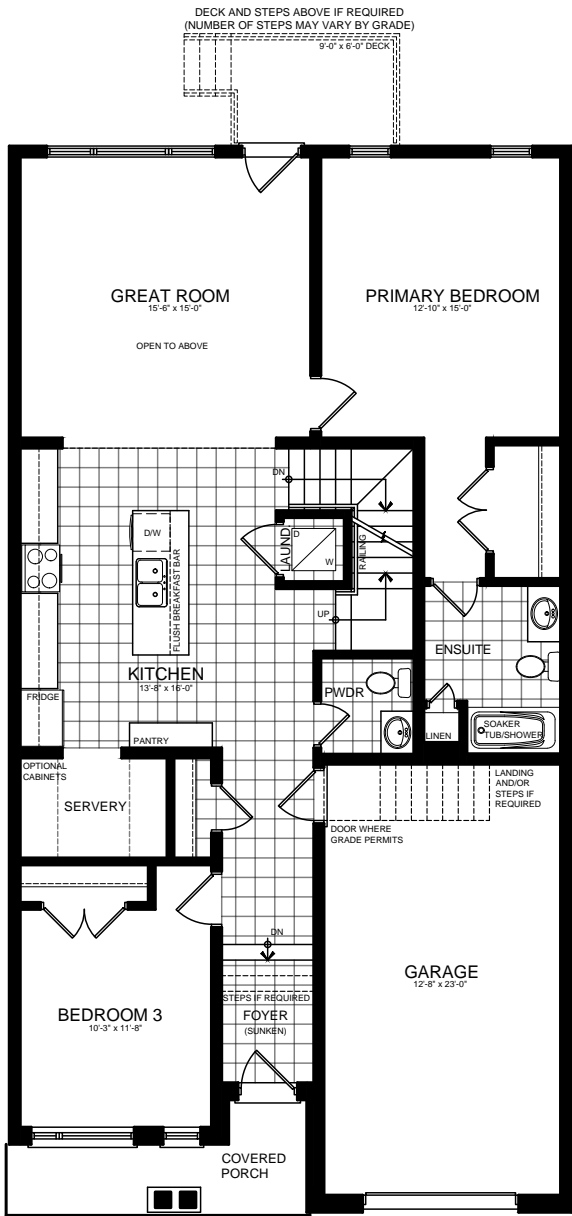 DECK AND STEPS ABOVE IF REQUIRED
(NUMBER OF STEPS MAY VARY BY GRADE)
9'-0" x 6'-0" DECK
GREAT ROOM
15'-6" x 15'-0"
OPEN TO ABOVE
PRIMARY BEDROOM
12'-10" x 15'-0"
DN
D/W
FLUSH BREAKFAST BAR
LAUND
D
W
RAILING
UP
KITCHEN
13'-8" x 16'-0"
FRIDGE
PANTRY
PWDR
ENSUITE
LINEN
SOAKER
TUB/SHOWER
OPTIONAL
CABINETS
SERVERY
LANDING
AND/OR
STEPS IF
REQUIRED
DOOR WHERE
GRADE PERMITS
DN
STEPS IF REQUIRED
FOYER
(SUNKEN)
BEDROOM 3
10'-3" x 11'-8"
GARAGE
12'-8" x 23'-0"
COVERED
PORCH